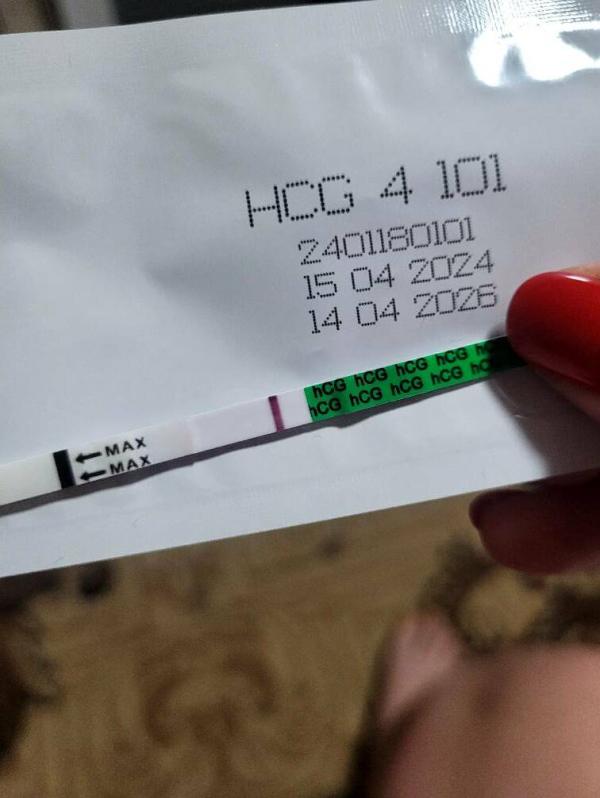 HCG 4 101
2401180101
15 04 2024
14 04 2026
hCG hCG hCG hCG
hCG hCG hCG hCG
←MAX
←MAX